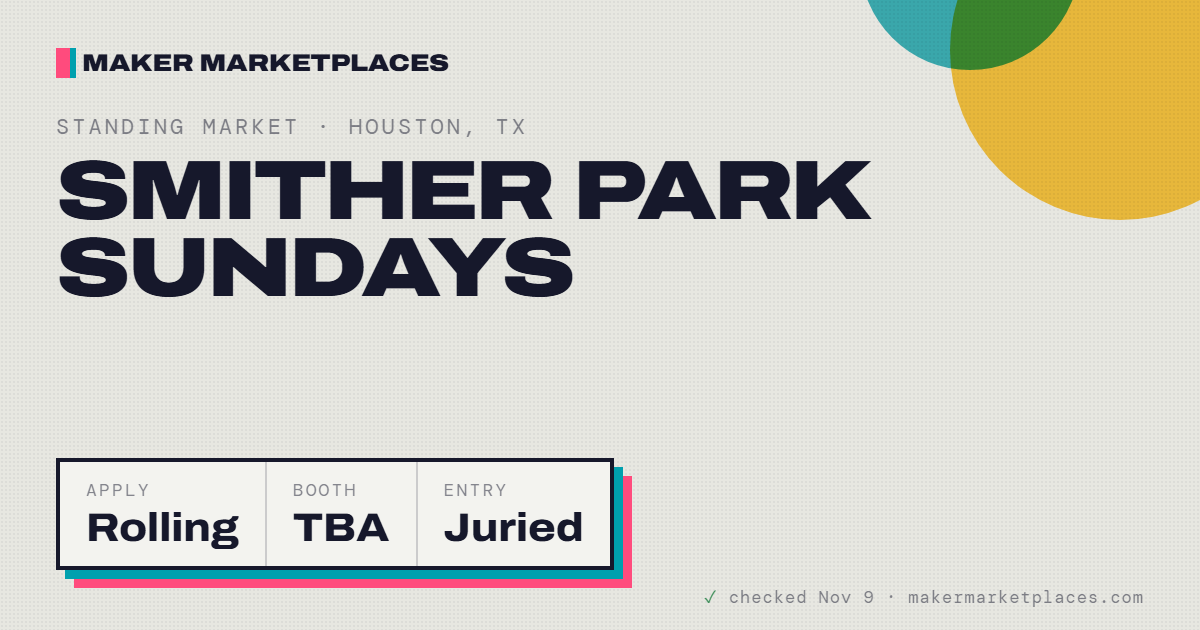 MAKER MARKETPLACES
STANDING MARKET · HOUSTON, TX
SMITHER PARK
SUNDAYS
APPLY BOOTH ENTRY
Rolling TBA Juried
✓ checked Nov 9 · makermarketplaces.com